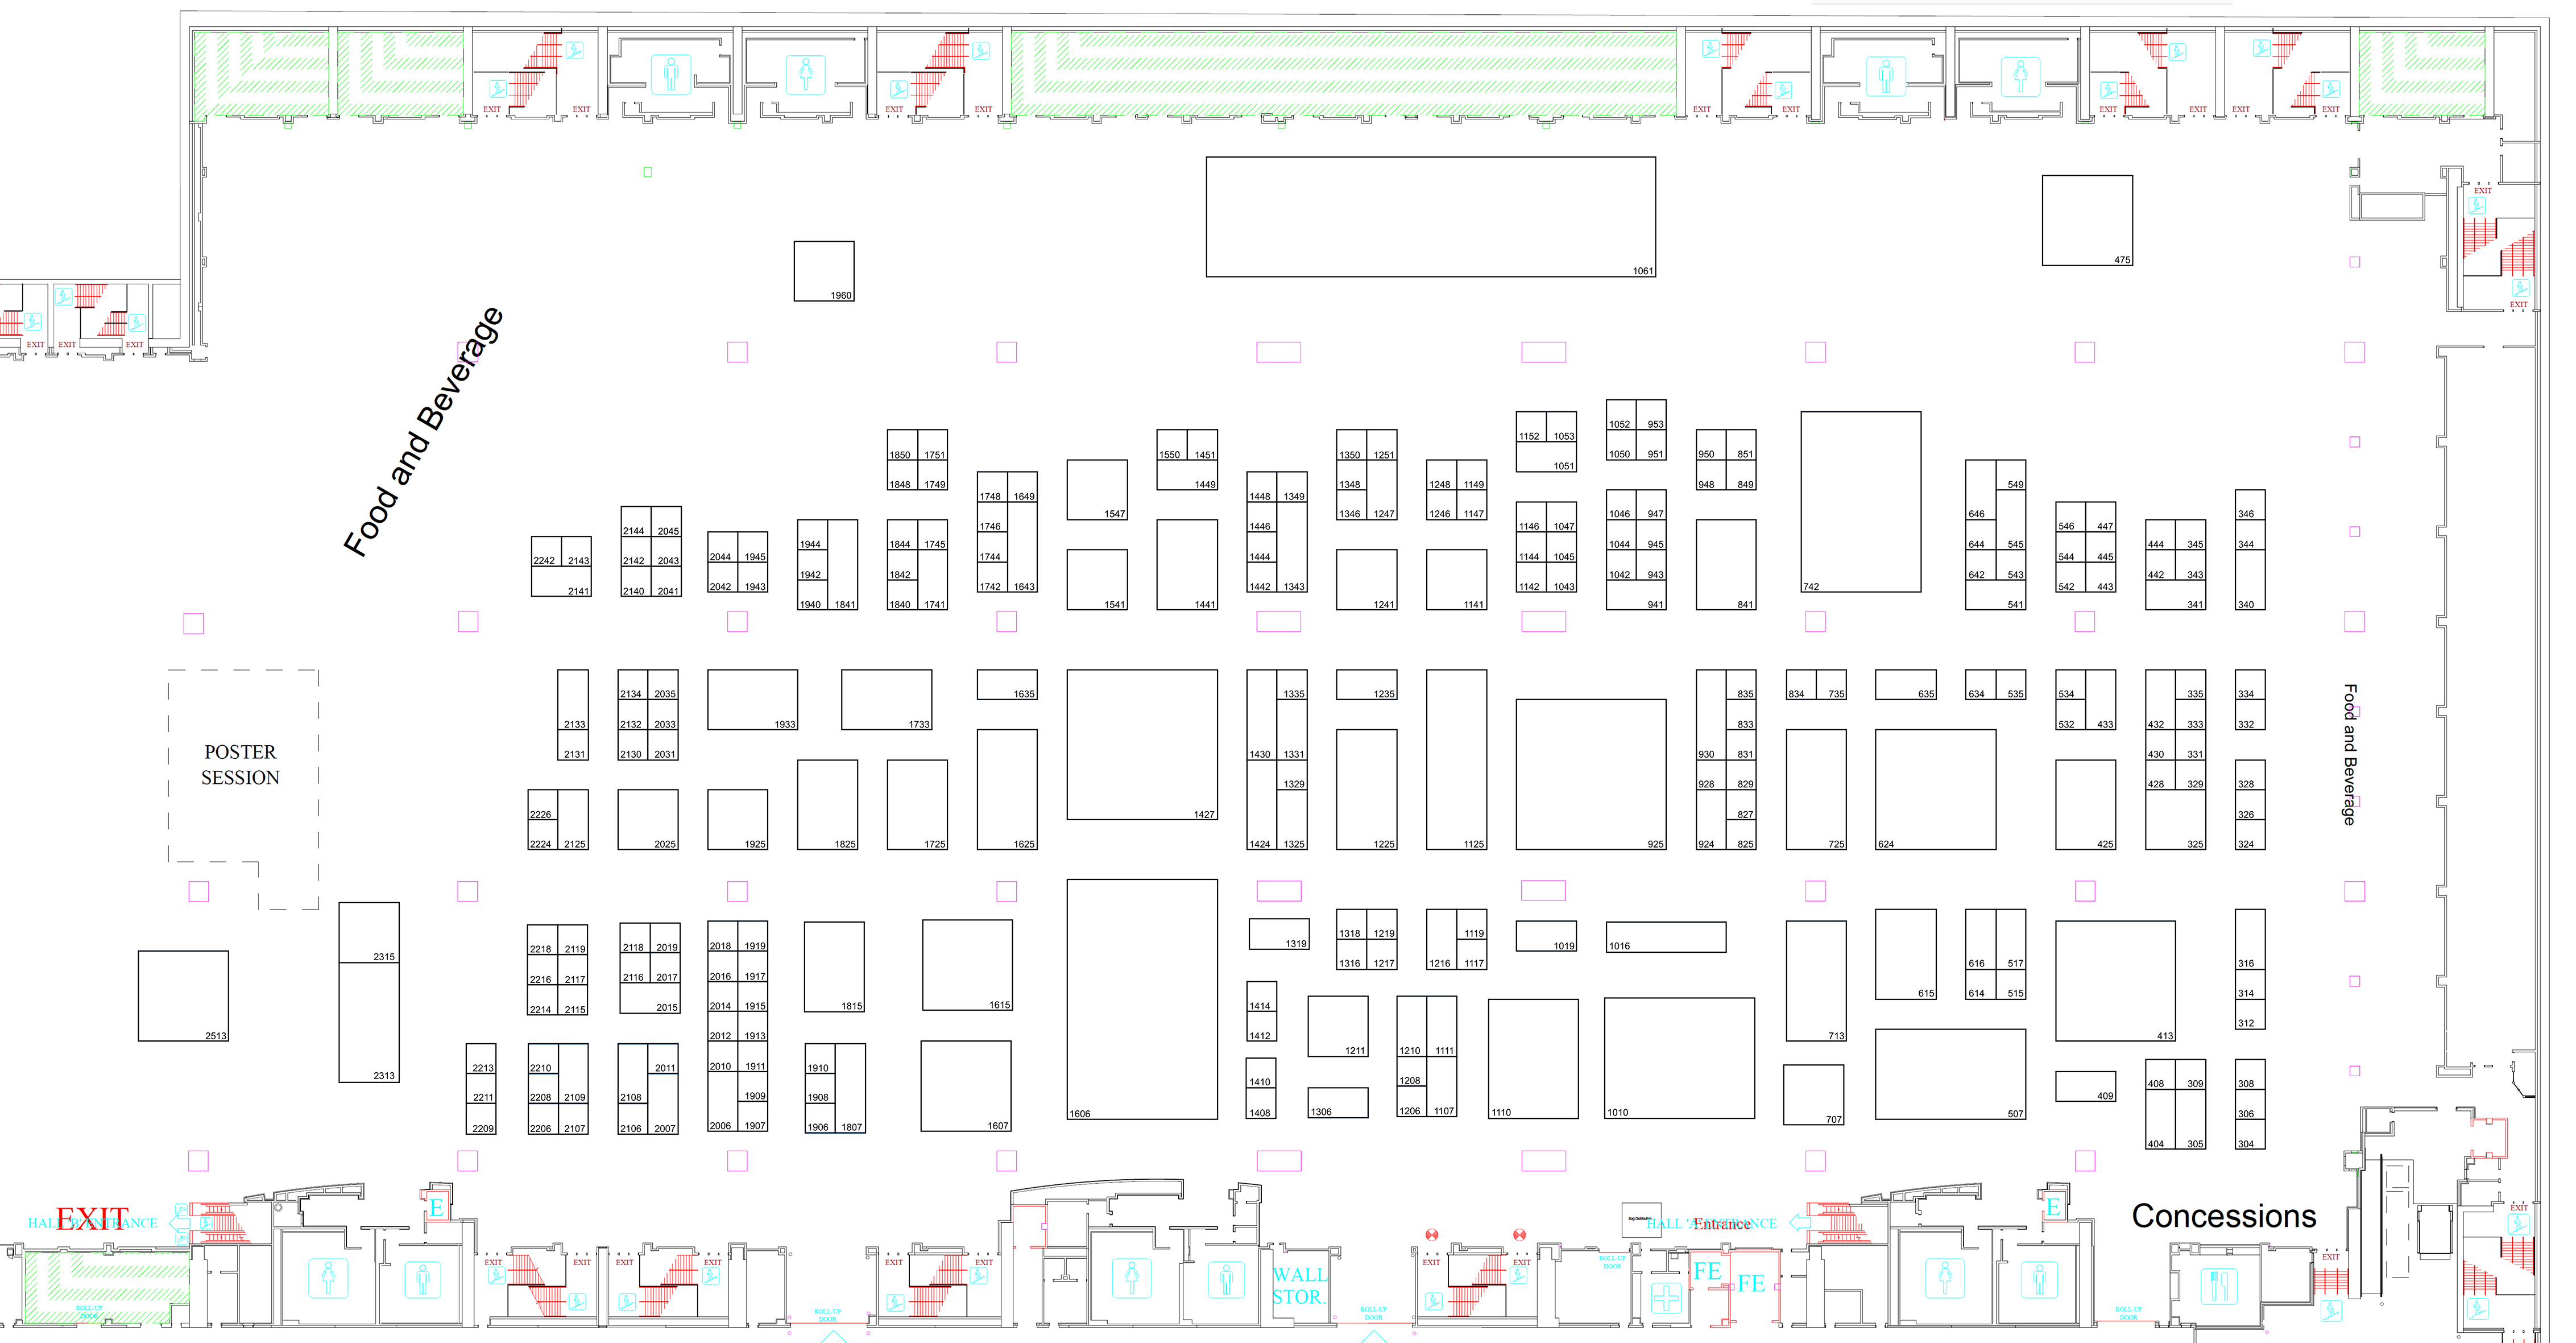 EXIT EXIT EXIT EXIT EXIT EXIT EXIT EXIT EXIT EXIT EXIT
EXIT
1061
475
1960
EXIT
EXIT EXIT EXIT
Food and Beverage
1052 953
1152 1053
1850 1751 1550 1451 1350 1251 1050 951 950 851
1051
1848 1749 1449 1348 1248 1149 948 849 549
1748 1649 1448 1349
1547 1346 1247 1246 1147 1046 947 646
1746 1446 1146 1047 546 447
2144 2045
1944 1844 1745 1044 945 644 545 444 345 346
344
2044 1945 1744 1444 1144 1045 544 445
2242 2143 2142 2043
1942 1842 1042 943 642 543 442 343
2042 1943 1742 1643 1442 1343 1142 1043 742 542 443
2141 2140 2041
1940 1841 1840 1741 1541 1441 1241 1141 941 841 541 341 340
2134 2035 1635 1335 1235 835 834 735 635 634 535 534 335 334
2133 2132 2033 1933 1733 833 532 433 432 333 332
2131 2130 2031 1430 1331 930 831 430 331
POSTER
SESSION
Food and Beverage
1329 928 829 428 329 328
2226 1427 827 326
2224 2125 2025 1925 1825 1725 1625 1424 1325 1225 1125 925 924 825 725 624 425 325 324
1318 1219 1119
2218 2119 2118 2019 2018 1919 1319 1019 1016
2315 1316 1217 1216 1117 616 517 316
2216 2117 2116 2017 2016 1917
614 515 615 314
2214 2115 2015 2014 1915 1815 1615 1414
312
2513 2012 1913 1412 713 413
1211 1210 1111
2213 2210 2011 2010 1911 1910
2313 1410 1208 408 309 308
2211 2208 2109 2108 1909 1908 409
1408 1306 1206 1107 1110 1010 507 306
1606 707
2209 2206 2107 2106 2007 2006 1907 1906 1807 1607
404 305 304
EXIT
HALL 'B' ENTRANCE
E
HALL 'A' ENTRANCE
Entrance
E
Concessions
EXIT
EXIT EXIT EXIT EXIT EXIT EXIT EXIT EXIT EXIT
ROLL-UP
DOOR
WALL
STOR.
FE
FE
ROLL-UP
DOOR
ROLL-UP
DOOR
ROLL-UP
DOOR
ROLL-UP
DOOR